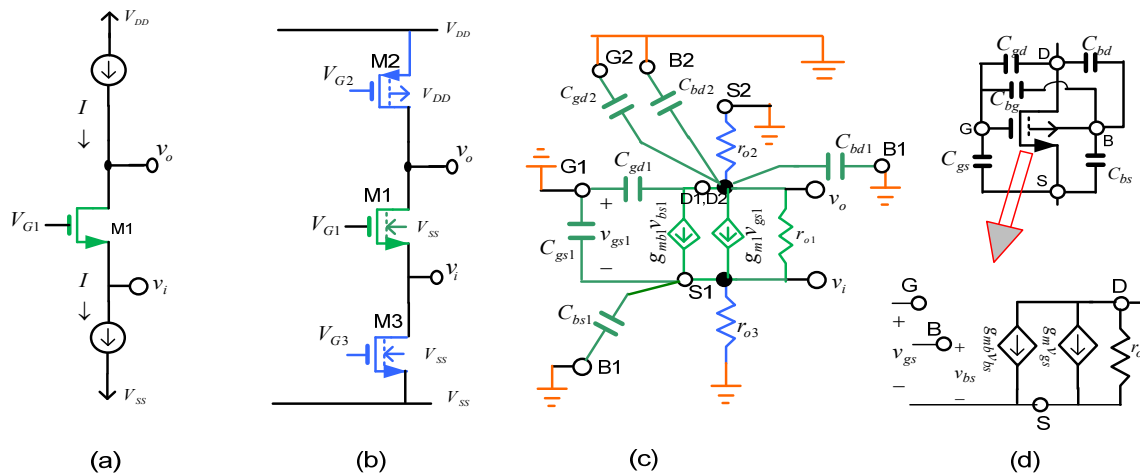 V_DD
I
↓
v_o
V_G1
M1
I
↓
v_i
V_SS
(a)
V_DD
M2
V_G2
V_DD
v_o
M1
V_G1
V_SS
v_i
M3
V_G3
V_SS
V_SS
(b)
G2
B2
S2
C_gd2
C_bd2
r_o2
C_bd1
B1
G1
C_gd1
D1;D2
v_o
+
v_gs1
−
C_gs1
g_mb1 v_bs1
g_m1 v_gs1
r_o1
S1
v_i
C_bs1
r_o3
B1
(c)
C_gd
D
C_bd
C_bg
G
B
C_gs
C_bs
S
G
D
+
B
v_gs
+
g_mb v_bs
g_m v_gs
r_o
v_bs
−
−
S
(d)